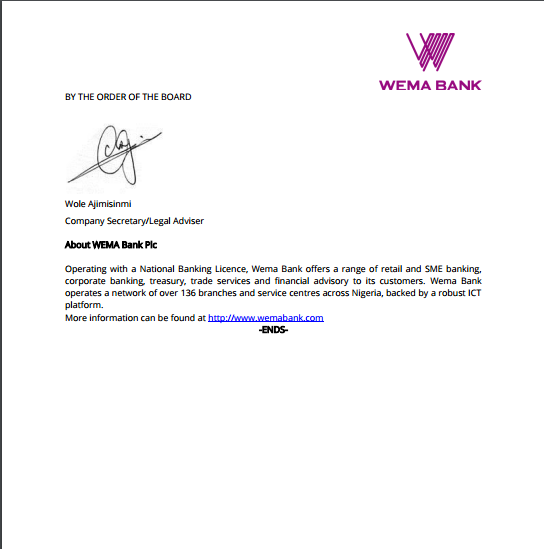 WEMA BANK
BY THE ORDER OF THE BOARD
Wole Ajimisinmi
Company Secretary/Legal Adviser
About WEMA Bank Plc
Operating with a National Banking Licence, Wema Bank offers a range of retail and SME banking,
corporate banking, treasury, trade services and financial advisory to its customers. Wema Bank
operates a network of over 136 branches and service centres across Nigeria, backed by a robust ICT
platform.
More information can be found at http://www.wemabank.com
-ENDS-